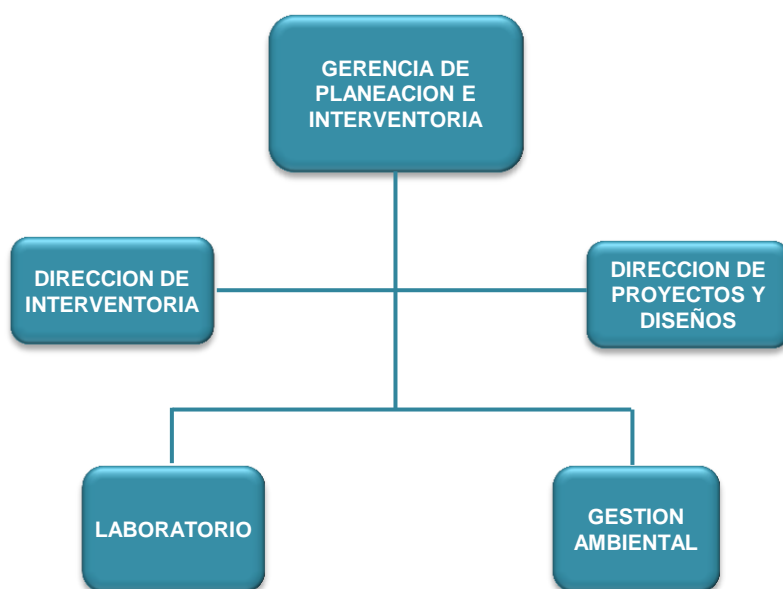 GERENCIA DE
PLANEACION E
INTERVENTORIA
DIRECCION DE
INTERVENTORIA
DIRECCION DE
PROYECTOS Y
DISEÑOS
LABORATORIO
GESTION
AMBIENTAL